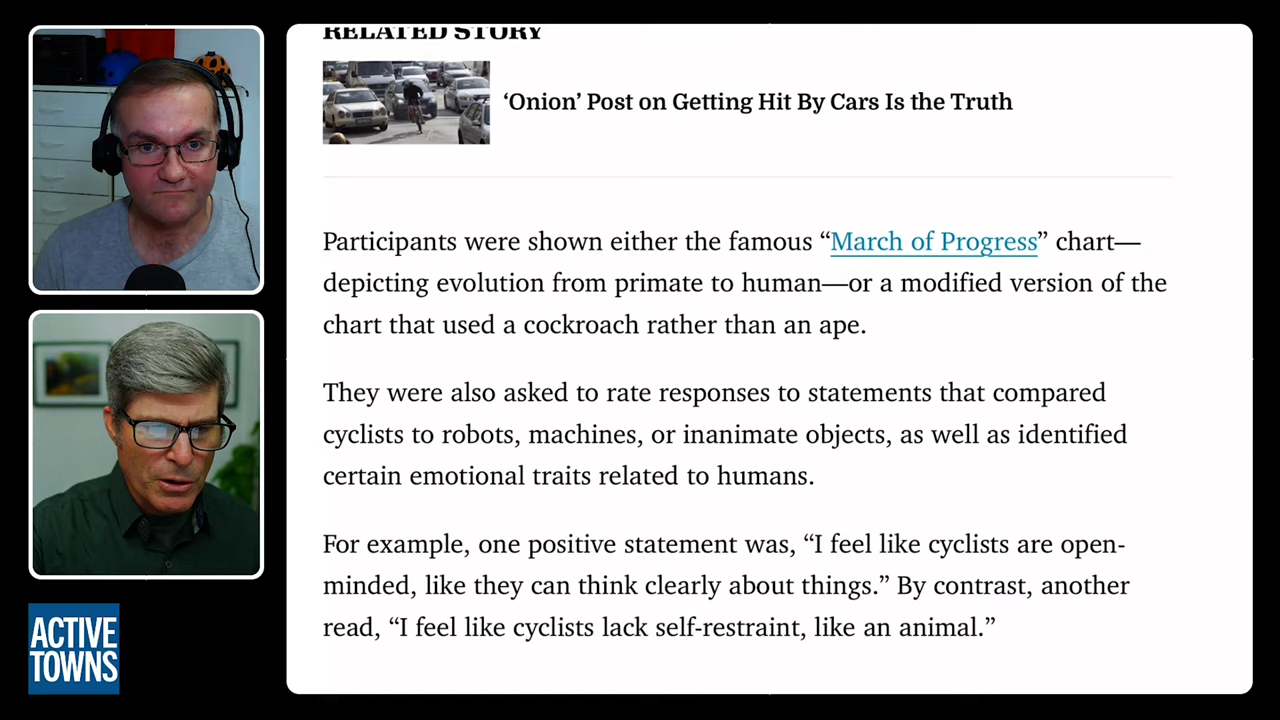 RELATED STORY
‘Onion’ Post on Getting Hit By Cars Is the Truth
Participants were shown either the famous “March of Progress” chart—
depicting evolution from primate to human—or a modified version of the
chart that used a cockroach rather than an ape.
They were also asked to rate responses to statements that compared
cyclists to robots, machines, or inanimate objects, as well as identified
certain emotional traits related to humans.
For example, one positive statement was, “I feel like cyclists are open-
minded, like they can think clearly about things.” By contrast, another
read, “I feel like cyclists lack self-restraint, like an animal.”
ACTIVE
TOWNS